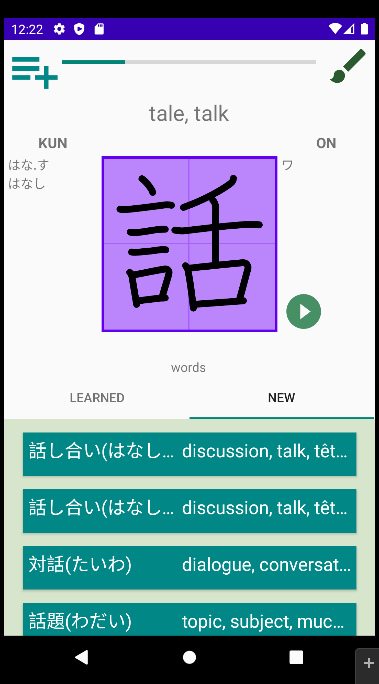 12:22
tale, talk
KUN
ON
はな.す
はなし
ワ
話
words
LEARNED
NEW
話し合い(はなし... discussion, talk, têt...
話し合い(はなし... discussion, talk, têt...
対話(たいわ) dialogue, conversat...
話題(わだい) topic, subject, muc...